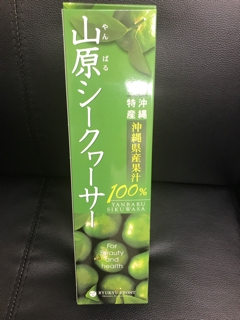 やん ばる
山原シークヮーサー
沖縄
特産
沖縄県産果汁
100%
YANBARU
SIKUWASA
For
Beauty
and
health